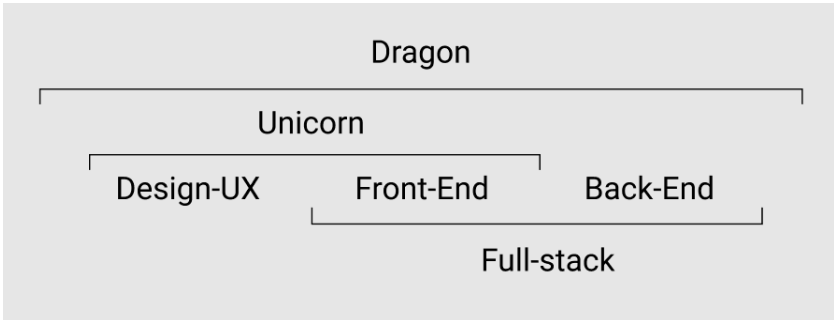 Dragon
Unicorn
Design-UX Front-End Back-End
Full-stack